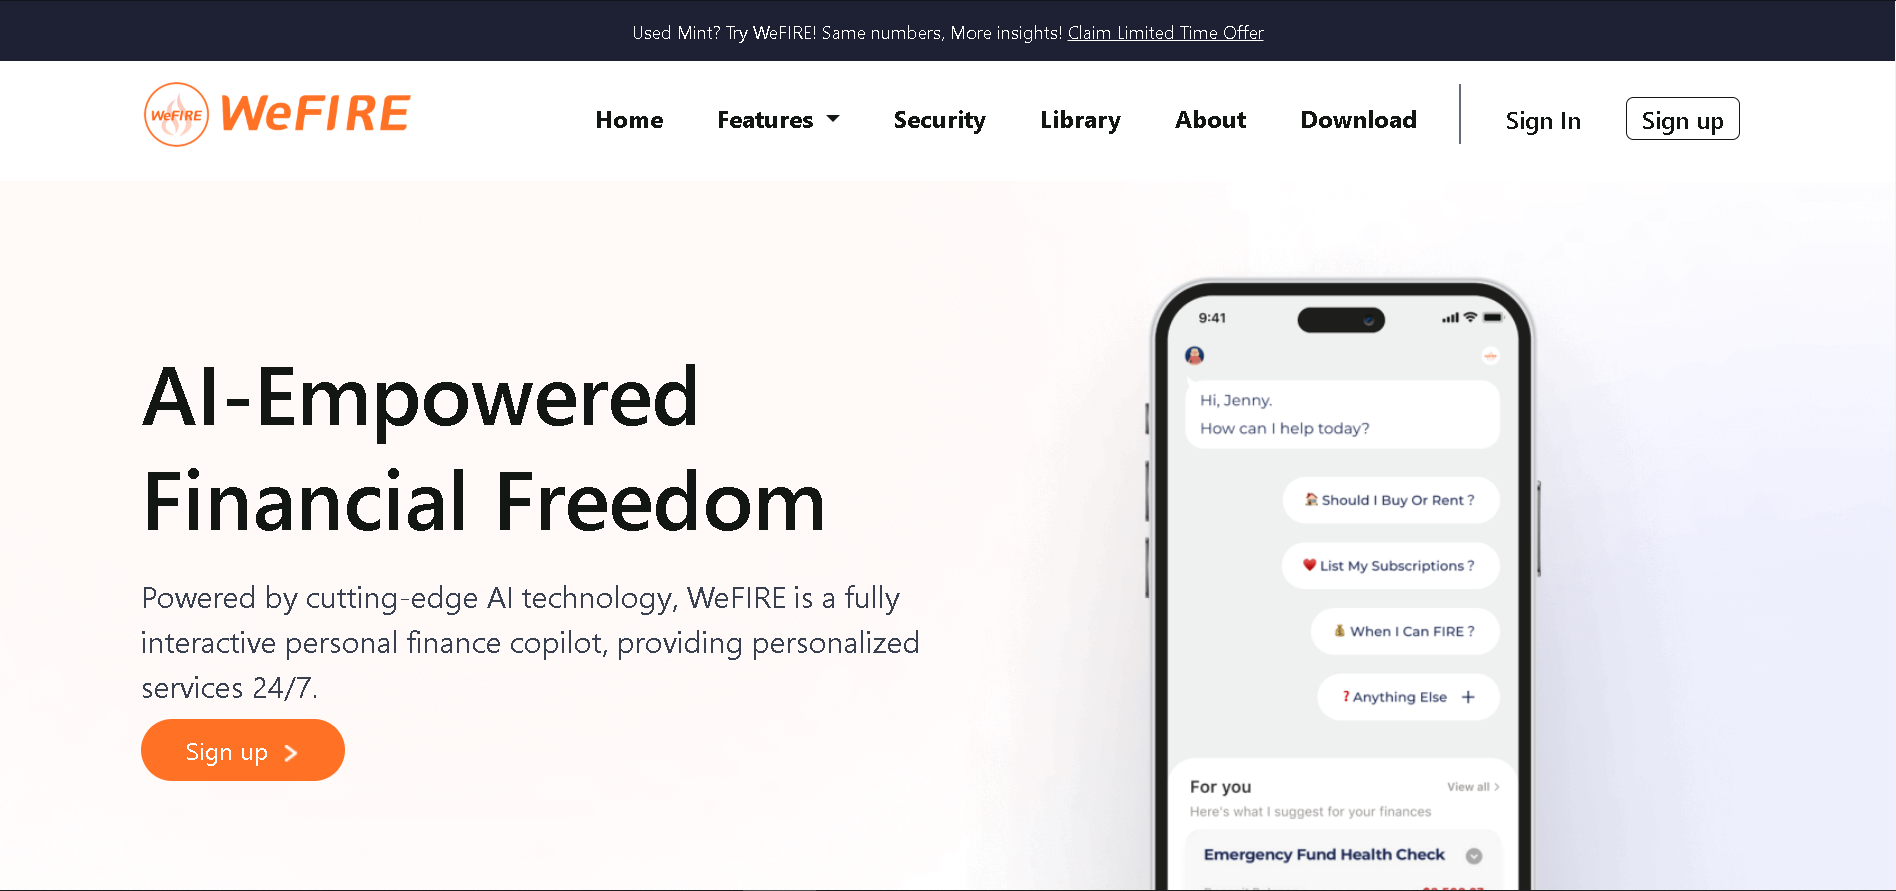 Used Mint? Try WeFIRE! Same numbers, More insights! Claim Limited Time Offer
WeFIRE WeFIRE
Home Features Security Library About Download Sign In Sign up
AI-Empowered
Financial Freedom
Powered by cutting-edge AI technology, WeFIRE is a fully
interactive personal finance copilot, providing personalized
services 24/7.
Sign up
9:41
Hi, Jenny.
How can I help today?
Should I Buy Or Rent ?
List My Subscriptions ?
When I Can FIRE ?
Anything Else +
For you View all >
Here's what I suggest for your finances
Emergency Fund Health Check